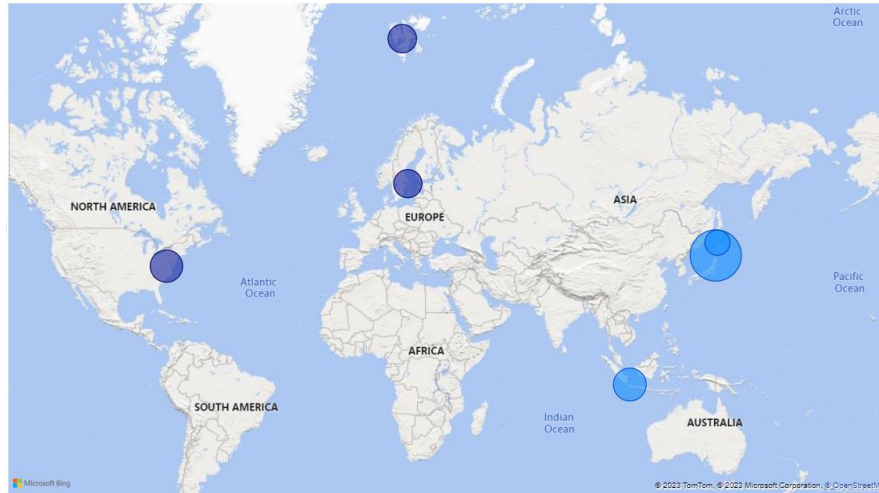 Arctic
Ocean
NORTH AMERICA
ASIA
EUROPE
Atlantic
Ocean
Pacific
Ocean
AFRICA
SOUTH AMERICA
Indian
Ocean
AUSTRALIA
Microsoft Bing
© 2023 TomTom, © 2023 Microsoft Corporation, © OpenStreetM